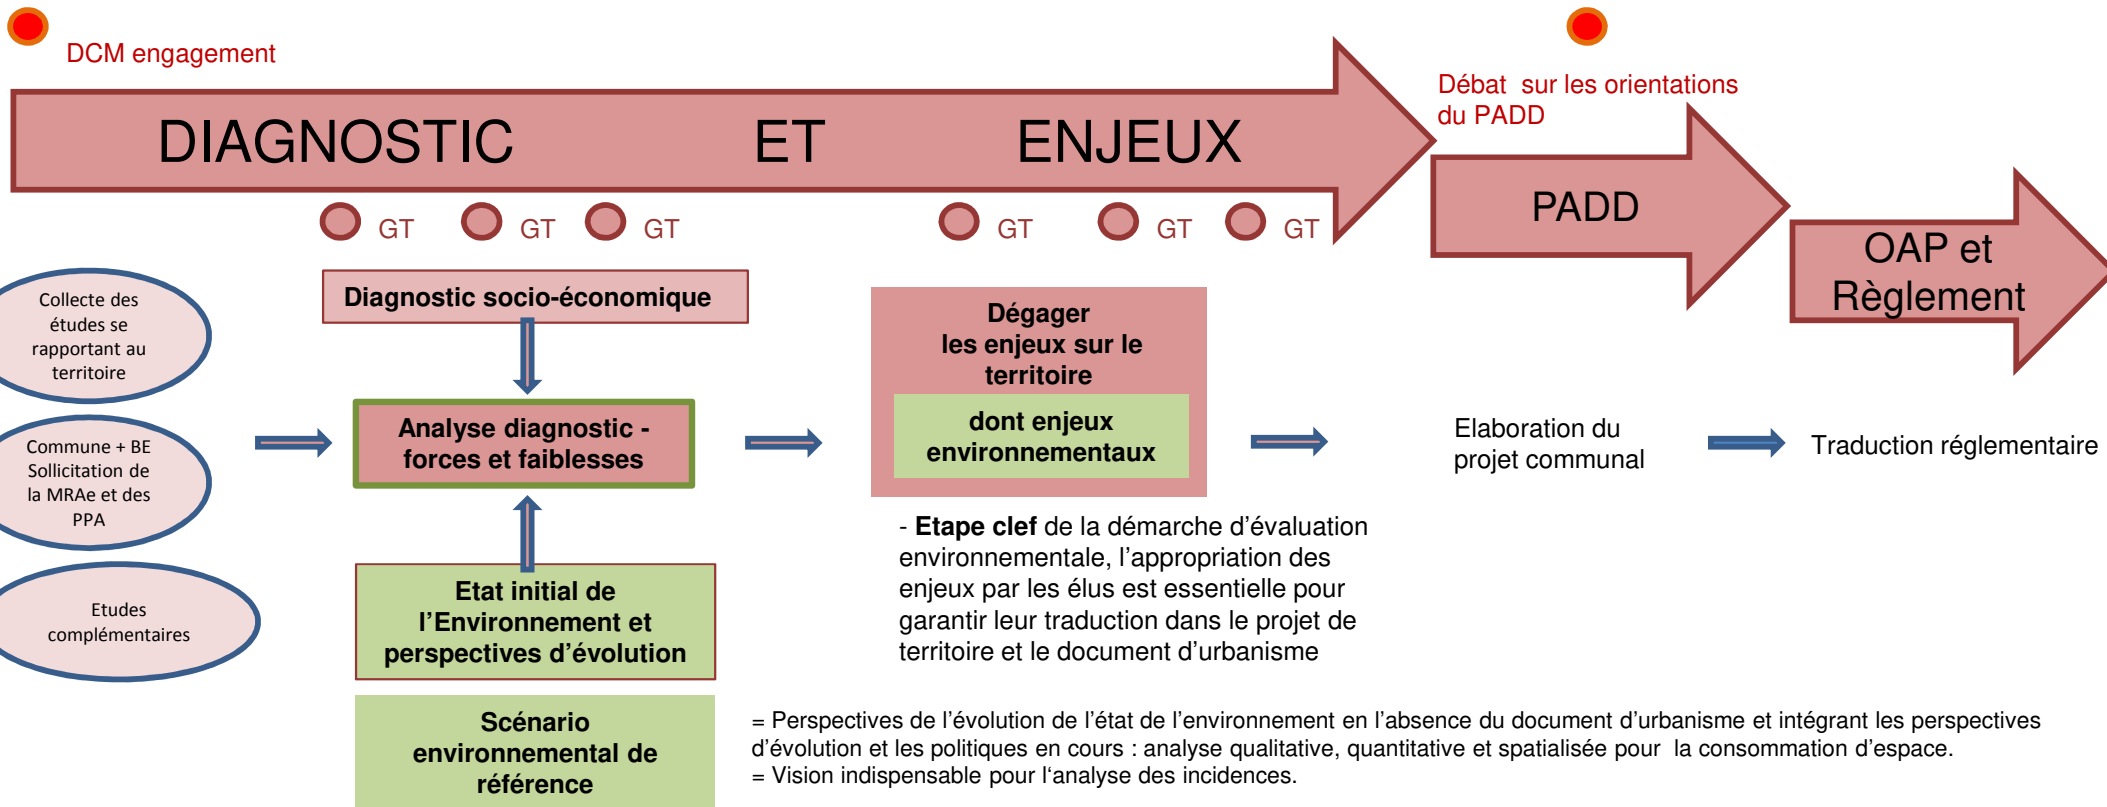 DCM engagement
Débat  sur les orientations
du PADD
DIAGNOSTIC ET ENJEUX
PADD
OAP et
Règlement
GT GT GT GT GT GT
Collecte des
études se
rapportant au
territoire
Commune + BE
Sollicitation de
la MRAe et des
PPA
Etudes
complémentaires
Diagnostic socio-économique
Analyse diagnostic -
forces et faiblesses
Etat initial de
l’Environnement et
perspectives d’évolution
Scénario
environnemental de
référence
Dégager
les enjeux sur le
territoire
dont enjeux
environnementaux
- Etape clef de la démarche d’évaluation
environnementale, l’appropriation des
enjeux par les élus est essentielle pour
garantir leur traduction dans le projet de
territoire et le document d’urbanisme
Elaboration du
projet communal
Traduction réglementaire
= Perspectives de l’évolution de l’état de l’environnement en l’absence du document d’urbanisme et intégrant les perspectives
d’évolution et les politiques en cours : analyse qualitative, quantitative et spatialisée pour  la consommation d’espace.
= Vision indispensable pour l‘analyse des incidences.